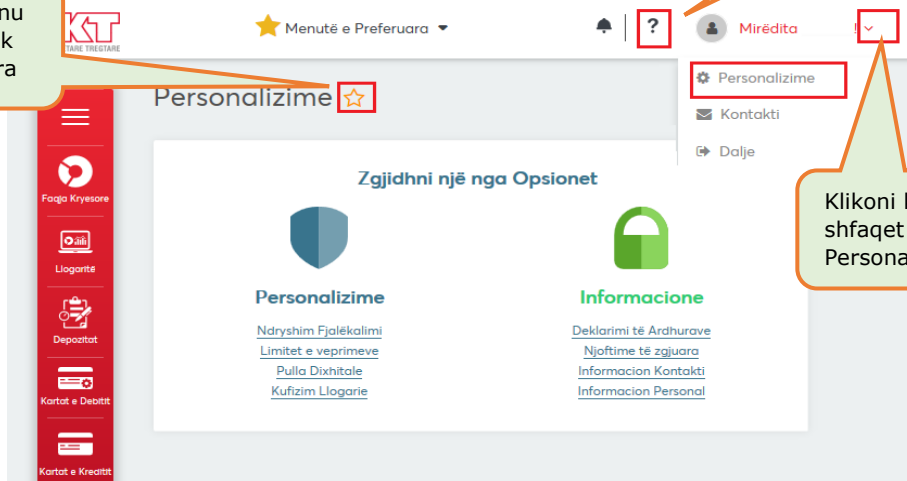 nu
k
ra
KT
TARE TREGTARE
Menutë e Preferuara
?
Mirëdita !
Personalizime
Kontakti
Dalje
Personalizime
Faqja Kryesore
Llogaritë
Depozitat
Kartat e Debitit
Kartat e Kreditit
Zgjidhni një nga Opsionet
Personalizime
Ndryshim Fjalëkalimi
Limitet e veprimeve
Pulla Dixhitale
Kufizim Llogarie
Informacione
Deklarimi të Ardhurave
Njoftime të zgjuara
Informacion Kontakti
Informacion Personal
Klikoni
shfaqet
Persona